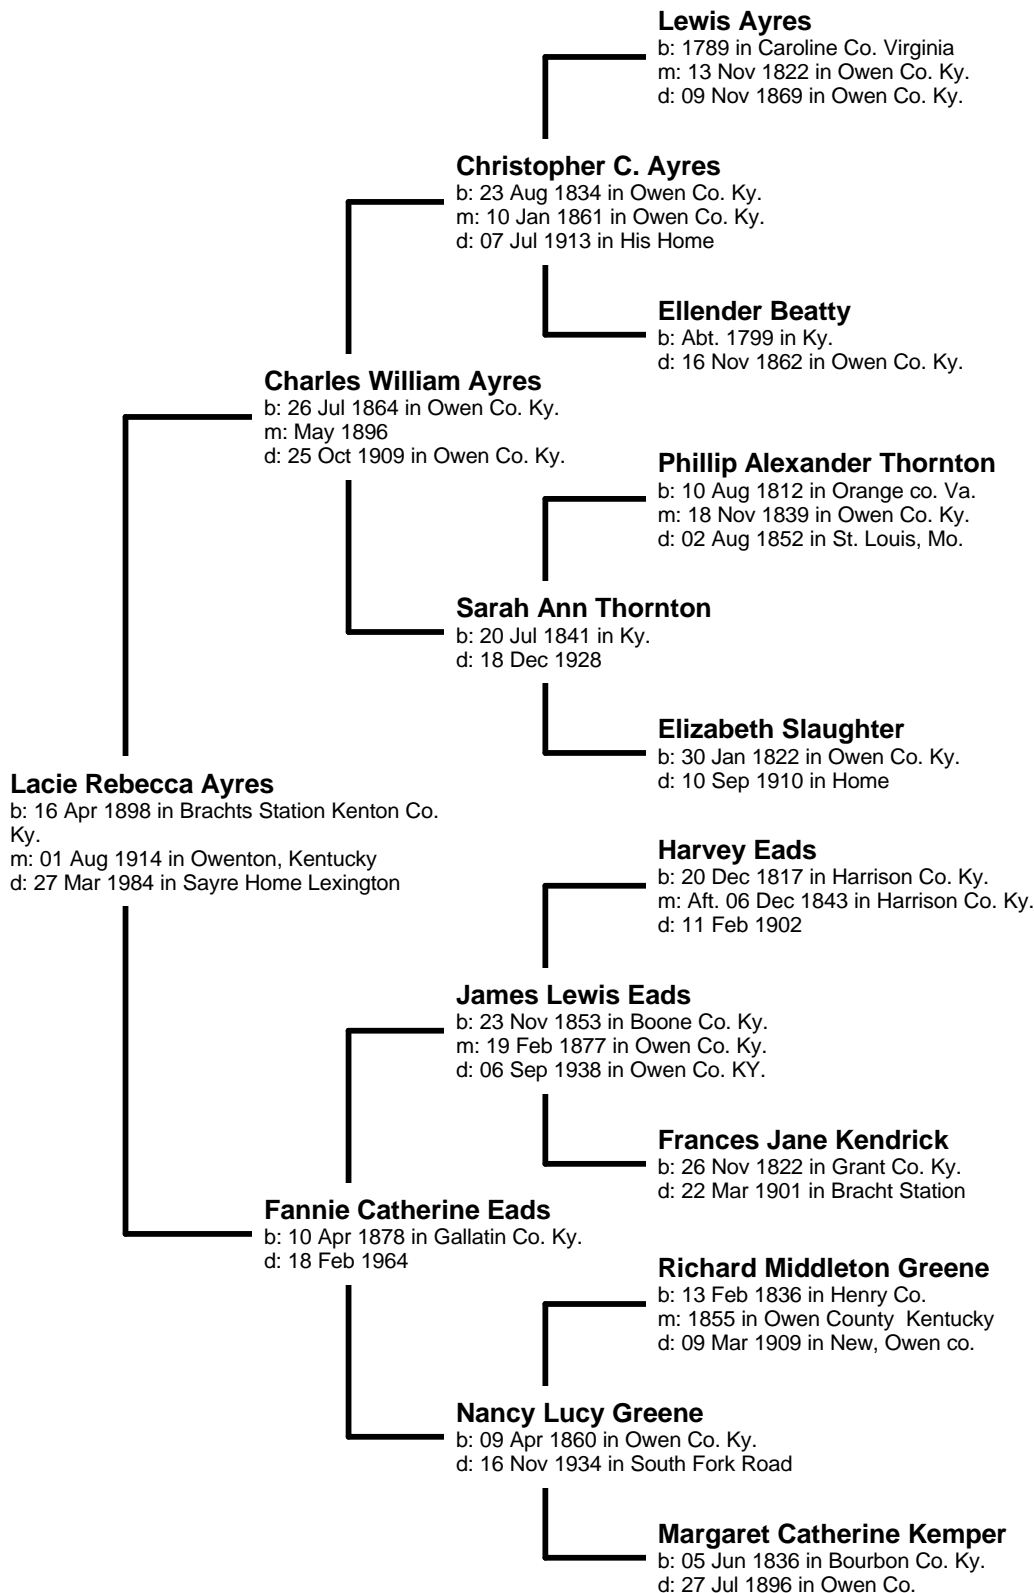 Lewis Ayres
b: 1789 in Caroline Co. Virginia
m: 13 Nov 1822 in Owen Co. Ky.
d: 09 Nov 1869 in Owen Co. Ky.
Christopher C. Ayres
b: 23 Aug 1834 in Owen Co. Ky.
m: 10 Jan 1861 in Owen Co. Ky.
d: 07 Jul 1913 in His Home
Ellender Beatty
b: Abt. 1799 in Ky.
d: 16 Nov 1862 in Owen Co. Ky.
Charles William Ayres
b: 26 Jul 1864 in Owen Co. Ky.
m: May 1896
d: 25 Oct 1909 in Owen Co. Ky.
Phillip Alexander Thornton
b: 10 Aug 1812 in Orange co. Va.
m: 18 Nov 1839 in Owen Co. Ky.
d: 02 Aug 1852 in St. Louis, Mo.
Sarah Ann Thornton
b: 20 Jul 1841 in Ky.
d: 18 Dec 1928
Elizabeth Slaughter
b: 30 Jan 1822 in Owen Co. Ky.
d: 10 Sep 1910 in Home
Lacie Rebecca Ayres
b: 16 Apr 1898 in Brachts Station Kenton Co.
Ky.
m: 01 Aug 1914 in Owenton, Kentucky
d: 27 Mar 1984 in Sayre Home Lexington
Harvey Eads
b: 20 Dec 1817 in Harrison Co. Ky.
m: Aft. 06 Dec 1843 in Harrison Co. Ky.
d: 11 Feb 1902
James Lewis Eads
b: 23 Nov 1853 in Boone Co. Ky.
m: 19 Feb 1877 in Owen Co. Ky.
d: 06 Sep 1938 in Owen Co. KY.
Frances Jane Kendrick
b: 26 Nov 1822 in Grant Co. Ky.
d: 22 Mar 1901 in Bracht Station
Fannie Catherine Eads
b: 10 Apr 1878 in Gallatin Co. Ky.
d: 18 Feb 1964
Richard Middleton Greene
b: 13 Feb 1836 in Henry Co.
m: 1855 in Owen County  Kentucky
d: 09 Mar 1909 in New, Owen co.
Nancy Lucy Greene
b: 09 Apr 1860 in Owen Co. Ky.
d: 16 Nov 1934 in South Fork Road
Margaret Catherine Kemper
b: 05 Jun 1836 in Bourbon Co. Ky.
d: 27 Jul 1896 in Owen Co.